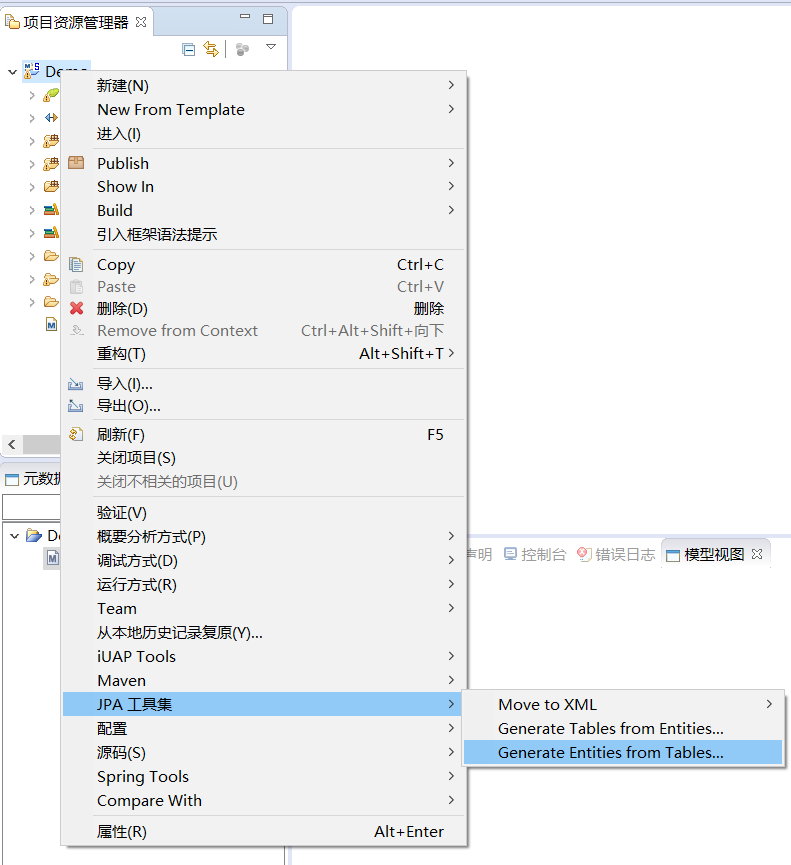 项目资源管理器
新建(N)
New From Template
进入(I)
Publish
Show In
Build
引入框架语法提示
Copy Ctrl+C
Paste Ctrl+V
删除(D) 删除
Remove from Context Ctrl+Alt+Shift+向下
重构(T) Alt+Shift+T
导入(I)...
导出(O)...
刷新(F) F5
关闭项目(S)
关闭不相关的项目(U)
验证(V)
概要分析方式(P)
调试方式(D)
运行方式(R)
Team
从本地历史记录复原(Y)...
iUAP Tools
Maven
JPA 工具集
配置
源码(S)
Spring Tools
Compare With
属性(R) Alt+Enter
Move to XML
Generate Tables from Entities...
Generate Entities from Tables...
元数
声明 控制台 错误日志 模型视图